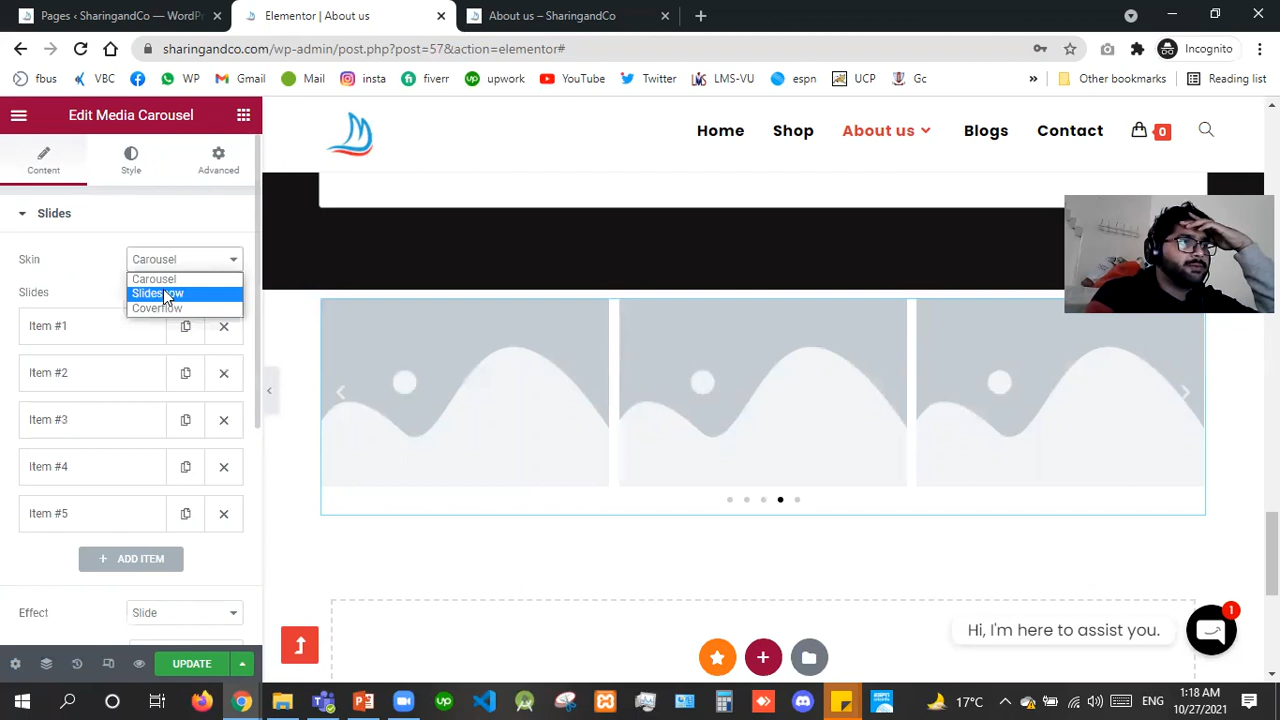 Pages ‹ SharingandCo — WordP
Elementor | About us
About us – SharingandCo
sharingandco.com/wp-admin/post.php?post=57&action=elementor#
Incognito
fbus
VBC
WP
Gmail
Mail
insta
fiverr
upwork
YouTube
Twitter
LMS-VU
espn
UCP
Gc
»
Other bookmarks
Reading list
Edit Media Carousel
Home
Shop
About us
Blogs
Contact
0
Content
Style
Advanced
Slides
Skin
Carousel
Carousel
Slideshow
Coverflow
Slides
Item #1
Item #2
Item #3
Item #4
Item #5
+ ADD ITEM
Effect
Slide
UPDATE
Hi, I'm here to assist you.
1
17°C
ENG
1:18 AM
10/27/2021